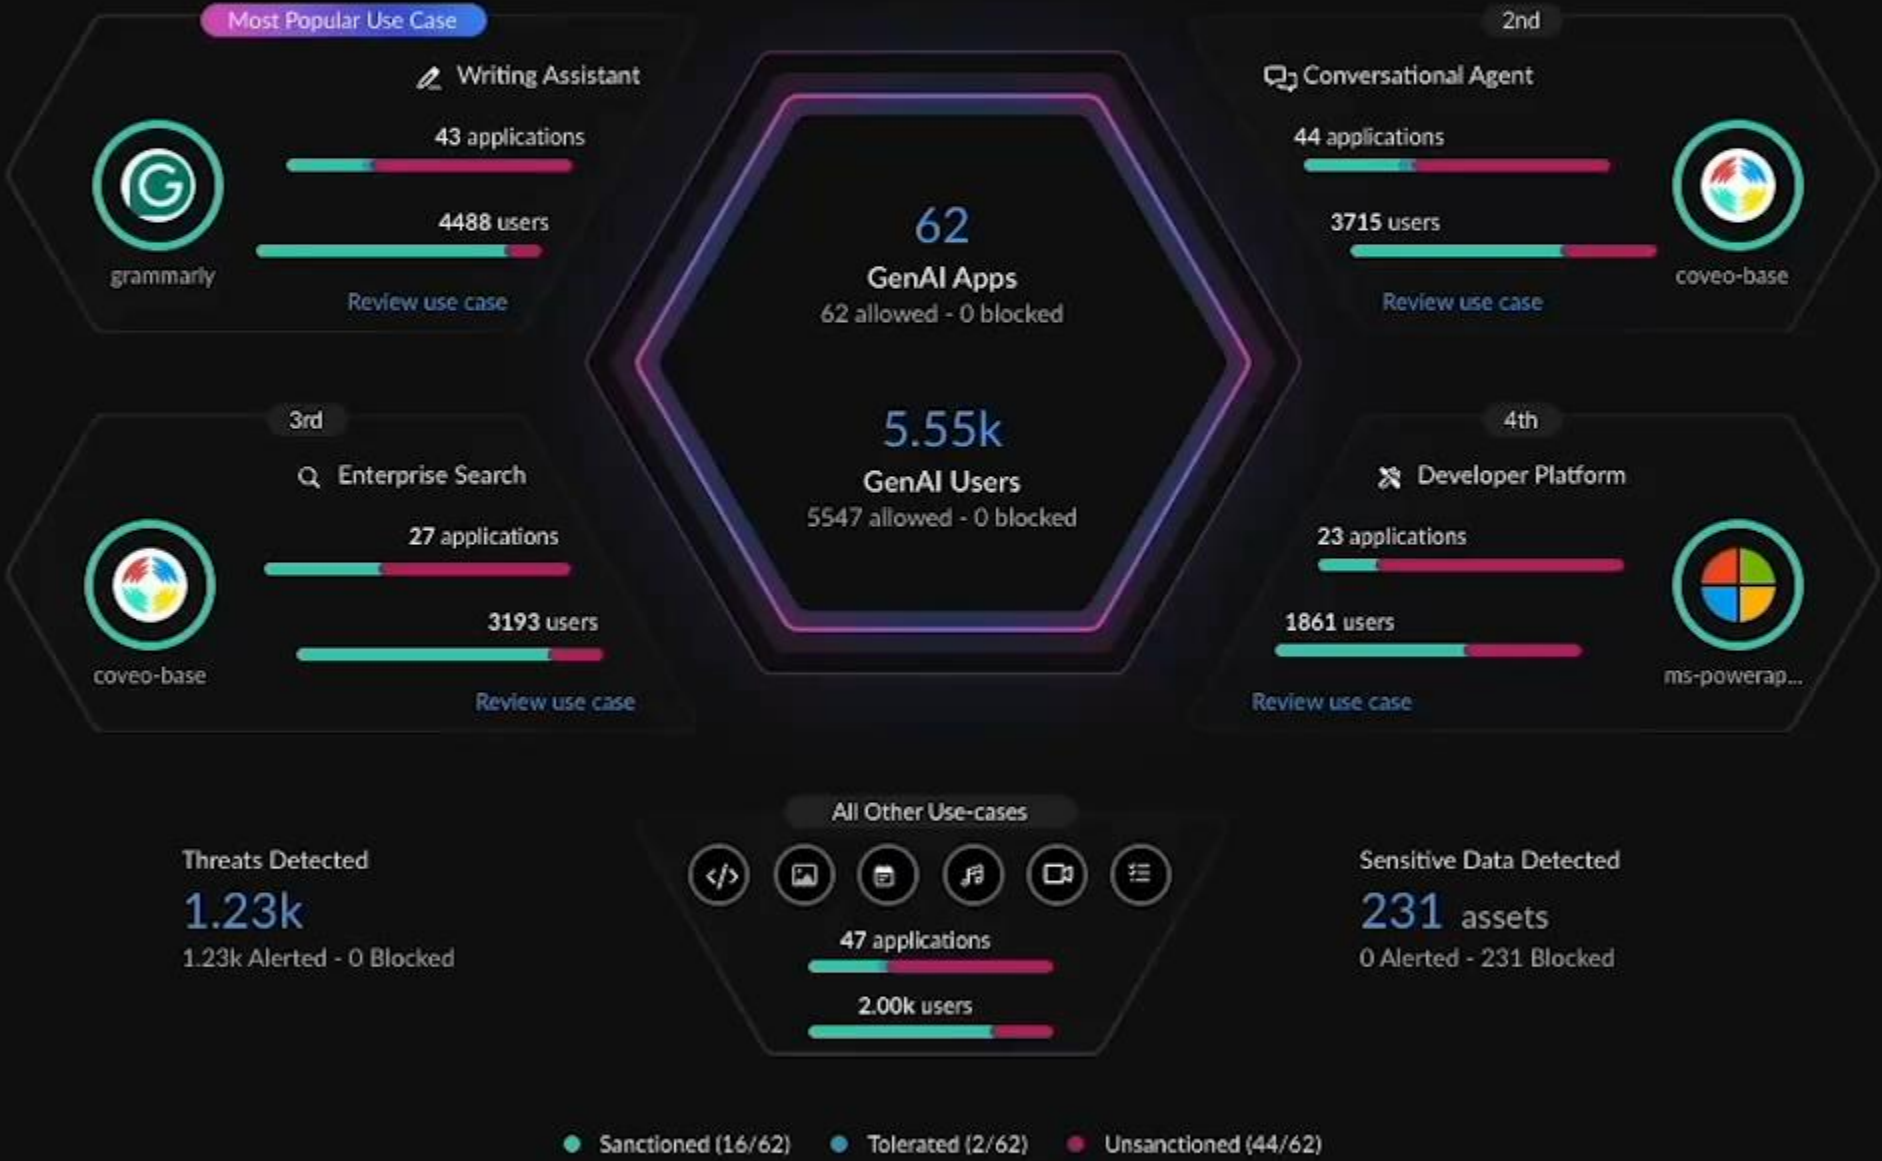 Most Popular Use Case
Writing Assistant
43 applications
4488 users
grammarly
Review use case
2nd
Conversational Agent
44 applications
3715 users
coveo-base
Review use case
62
GenAI Apps
62 allowed - 0 blocked
5.55k
GenAI Users
5547 allowed - 0 blocked
3rd
Enterprise Search
27 applications
3193 users
coveo-base
Review use case
4th
Developer Platform
23 applications
1861 users
ms-powerap...
Review use case
Threats Detected
1.23k
1.23k Alerted - 0 Blocked
All Other Use-cases
47 applications
2.00k users
Sensitive Data Detected
231 assets
0 Alerted - 231 Blocked
Sanctioned (16/62) Tolerated (2/62) Unsanctioned (44/62)